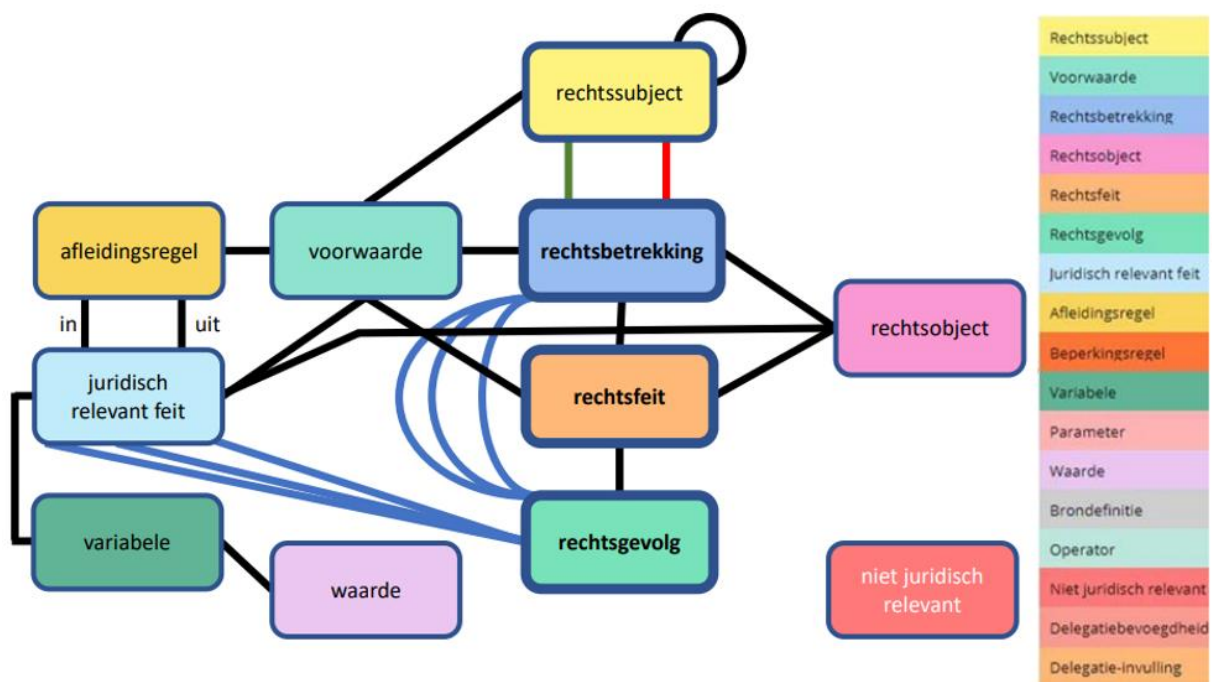 rechtssubject
afleidingsregel
voorwaarde
rechtsbetrekking
rechtsobject
in
uit
juridisch
relevant feit
rechtsfeit
variabele
waarde
rechtsgevolg
niet juridisch
relevant
Rechtssubject
Voorwaarde
Rechtsbetrekking
Rechtsobject
Rechtsfeit
Rechtsgevolg
Juridisch relevant feit
Afleidingsregel
Beperkingsregel
Variabele
Parameter
Waarde
Brondefinitie
Operator
Niet juridisch relevant
Delegatiebevoegdheid
Delegatie-invulling